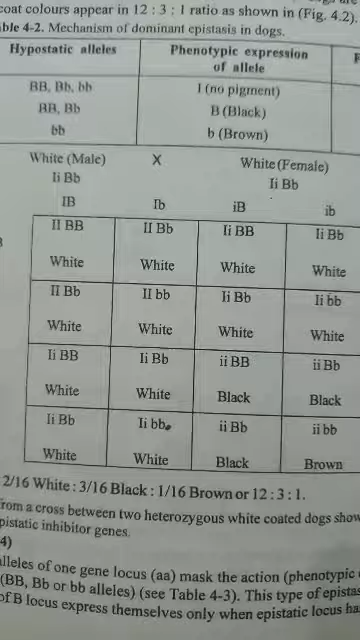 coat colours appear in 12 : 3 : 1 ratio as shown in (Fig. 4.2).
4-2. Mechanism of dominant epistasis in dogs.
Hypostatic alleles Phenotypic expression of allele
BB, Bb, bb I (no pigment)
BB, Bb B (Black)
bb b (Brown)
White (Male) X White (Female)
Ii Bb Ii Bb
IB Ib iB ib
II BB II Bb Ii BB Ii Bb
White White White White
II Bb II bb Ii Bb Ii bb
White White White White
Ii BB Ii Bb ii BB ii Bb
White White Black Black
Ii Bb Ii bb ii Bb ii bb
White White Black Brown
2/16 White : 3/16 Black : 1/16 Brown or 12 : 3 : 1.
from a cross between two heterozygous white coated dogs
inhibitor genes.
4)
alleles of one gene locus (aa) mask the action (phenotypic
(BB, Bb or bb alleles) (see Table 4-3). This type of
of B locus express themselves only when epistatic locus